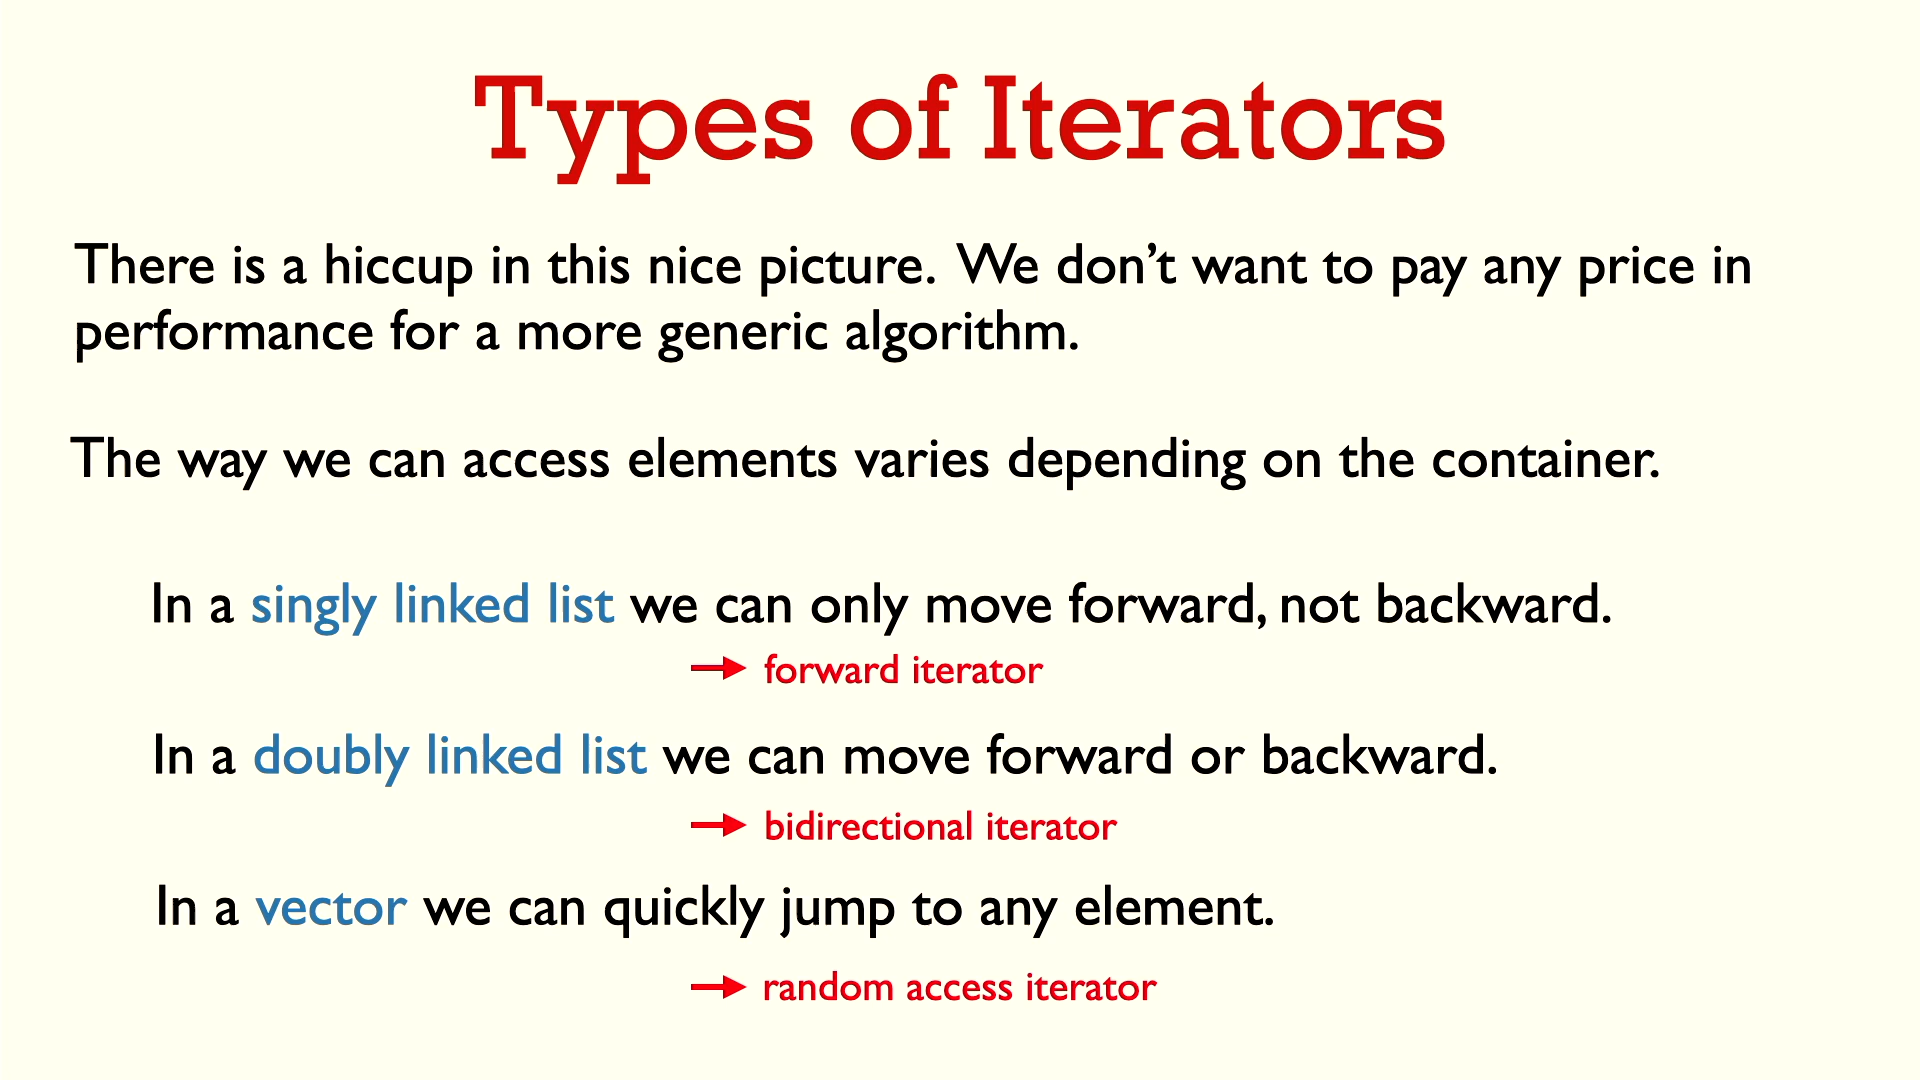 Types of Iterators
There is a hiccup in this nice picture. We don’t want to pay any price in
performance for a more generic algorithm.
The way we can access elements varies depending on the container.
In a singly linked list we can only move forward, not backward.
→ forward iterator
In a doubly linked list we can move forward or backward.
→ bidirectional iterator
In a vector we can quickly jump to any element.
→ random access iterator